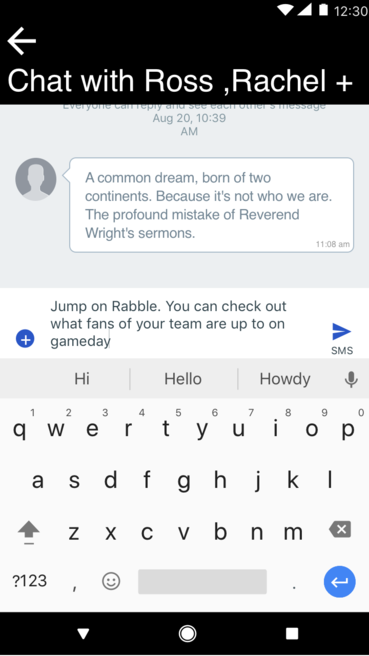 12:30
Chat with Ross ,Rachel +
Everyone can reply and see each other's message
Aug 20, 10:39
AM
A common dream, born of two
continents. Because it's not who we are.
The profound mistake of Reverend
Wright's sermons.
11:08 am
Jump on Rabble. You can check out
what fans of your team are up to on
gameday
SMS
Hi Hello Howdy
1 2 3 4 5 6 7 8 9 0
q w e r t y u i o p
a s d f g h j k l
z x c v b n m
?123 , .